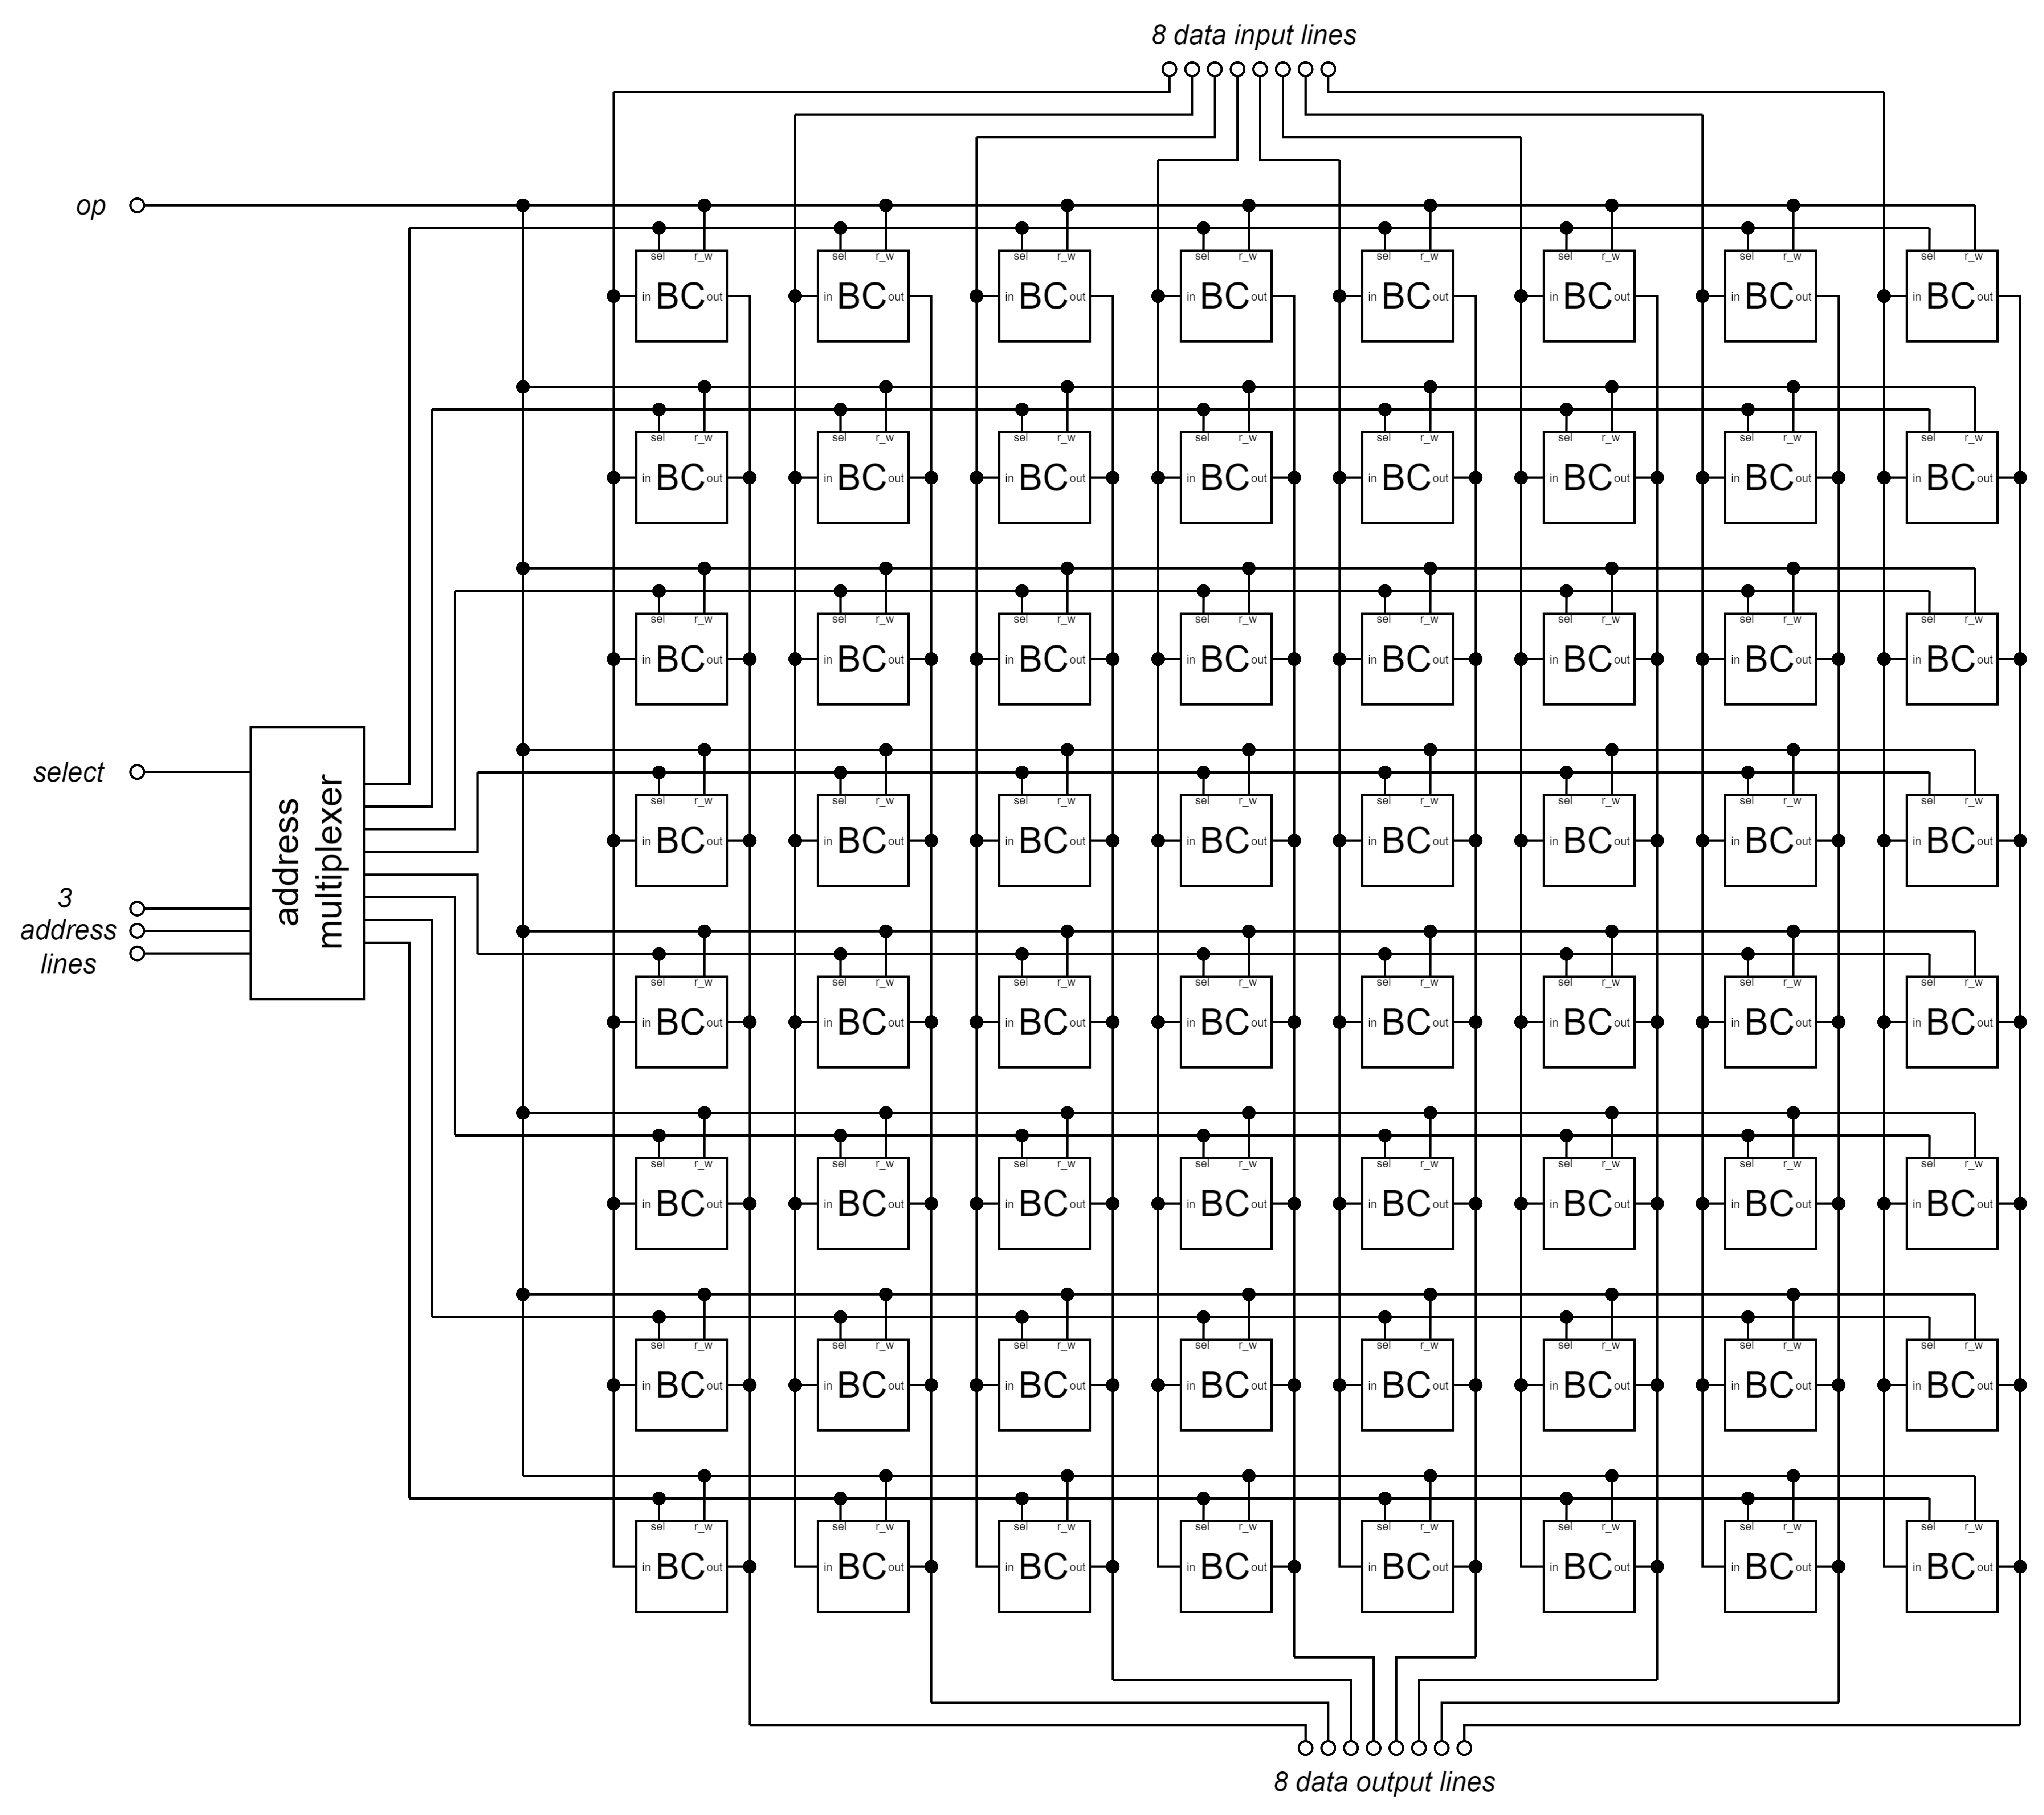 8 data input lines
op
sel r_w sel r_w sel r_w sel r_w sel r_w sel r_w sel r_w sel r_w
in BC out in BC out in BC out in BC out in BC out in BC out in BC out in BC out
sel r_w sel r_w sel r_w sel r_w sel r_w sel r_w sel r_w sel r_w
in BC out in BC out in BC out in BC out in BC out in BC out in BC out in BC out
sel r_w sel r_w sel r_w sel r_w sel r_w sel r_w sel r_w sel r_w
in BC out in BC out in BC out in BC out in BC out in BC out in BC out in BC out
select
address
multiplexer
3
address
lines
sel r_w sel r_w sel r_w sel r_w sel r_w sel r_w sel r_w sel r_w
in BC out in BC out in BC out in BC out in BC out in BC out in BC out in BC out
sel r_w sel r_w sel r_w sel r_w sel r_w sel r_w sel r_w sel r_w
in BC out in BC out in BC out in BC out in BC out in BC out in BC out in BC out
sel r_w sel r_w sel r_w sel r_w sel r_w sel r_w sel r_w sel r_w
in BC out in BC out in BC out in BC out in BC out in BC out in BC out in BC out
sel r_w sel r_w sel r_w sel r_w sel r_w sel r_w sel r_w sel r_w
in BC out in BC out in BC out in BC out in BC out in BC out in BC out in BC out
sel r_w sel r_w sel r_w sel r_w sel r_w sel r_w sel r_w sel r_w
in BC out in BC out in BC out in BC out in BC out in BC out in BC out in BC out
8 data output lines